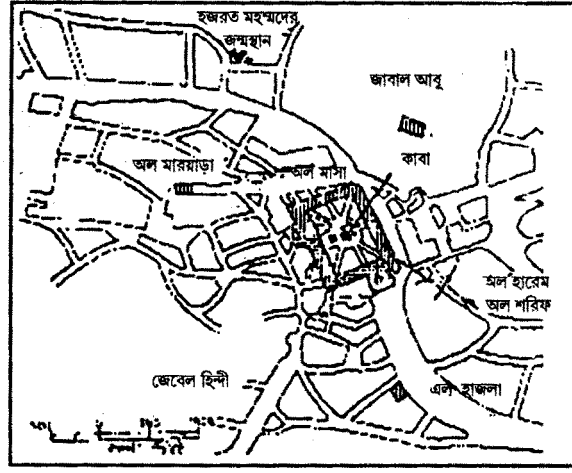 হজরত মহম্মদের
জন্মস্থান
জাবাল আবু
কাবা
অল মারয়াড়া
অল মাসা
অল হারেম
অল শরিফ
জেবেল হিন্দী
এল হাজলা